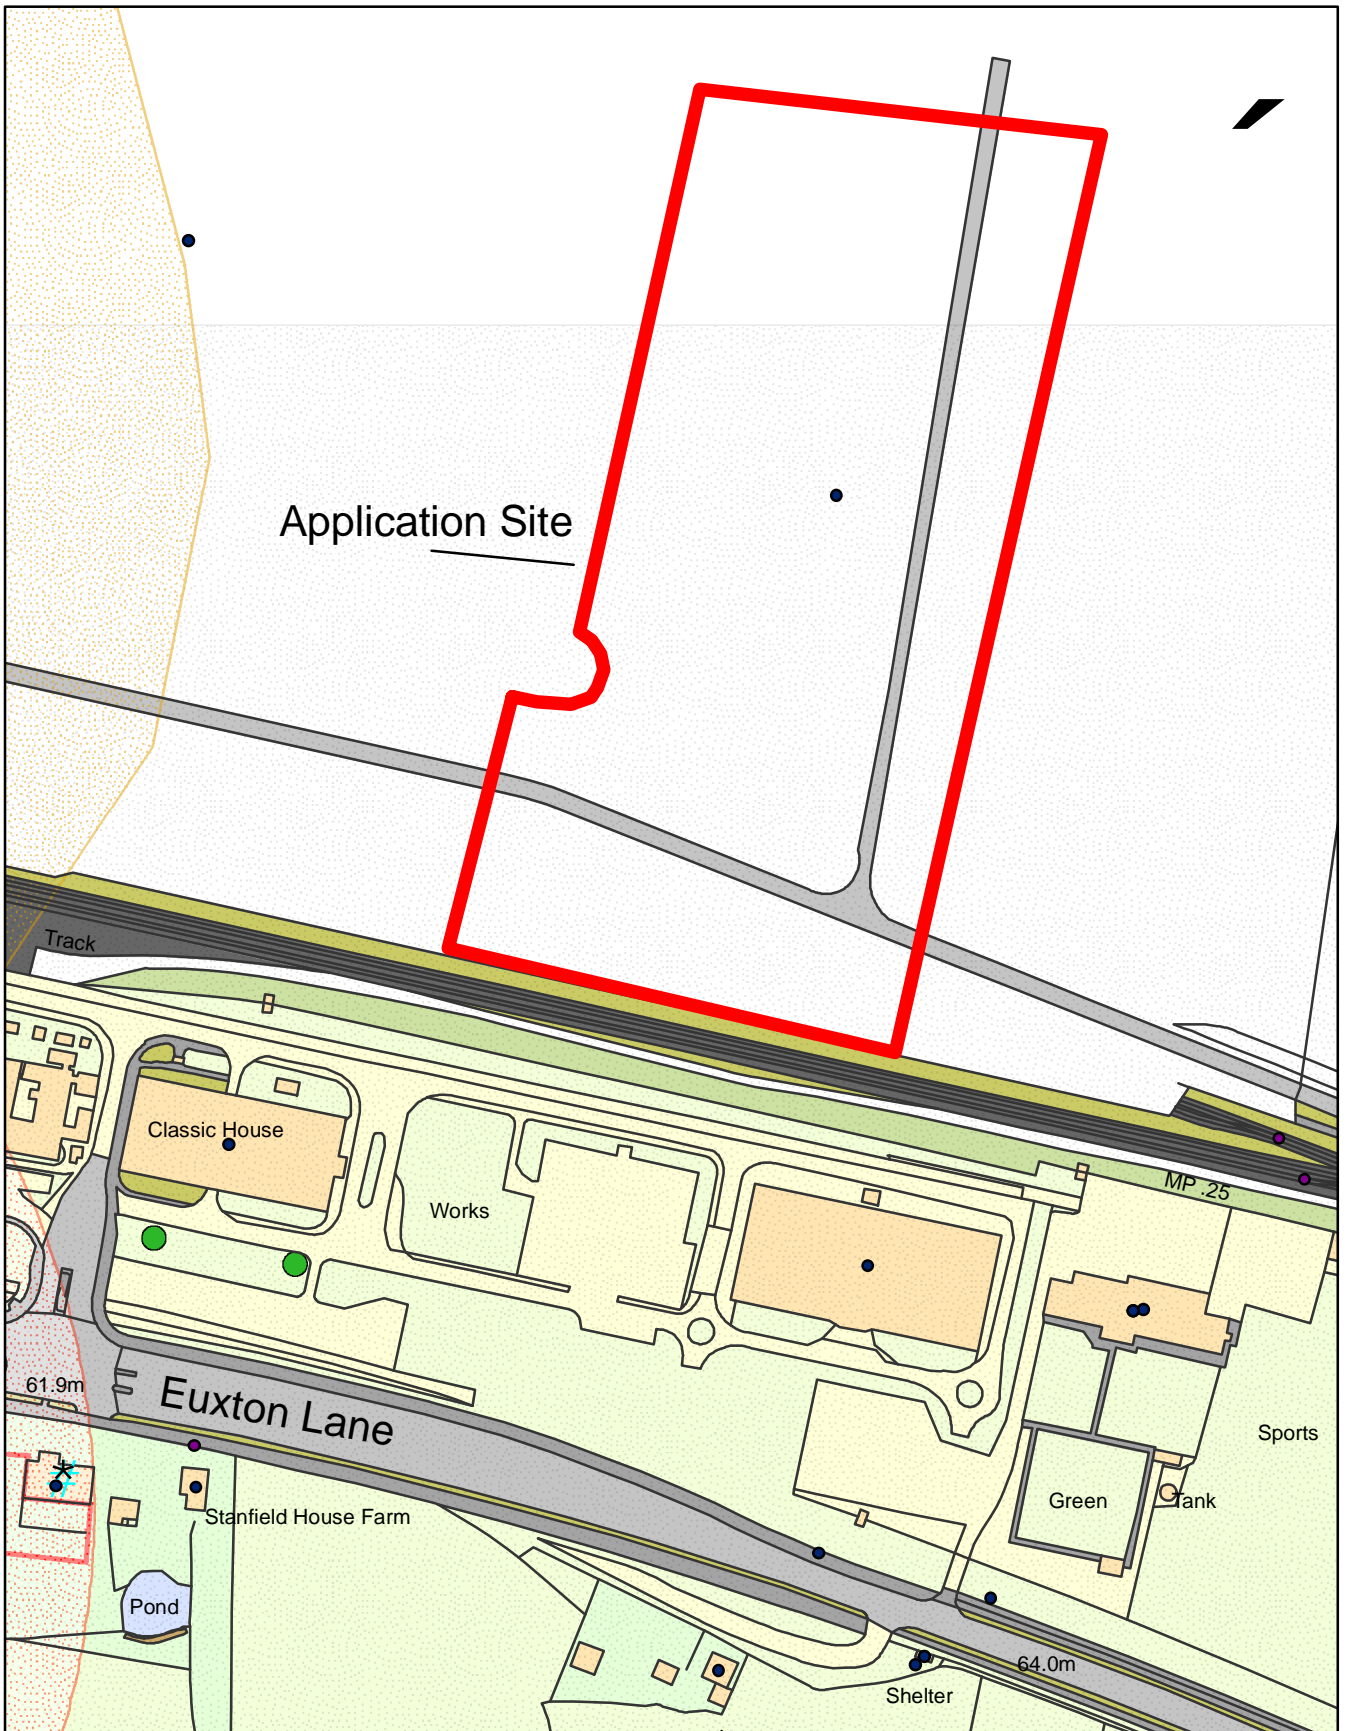 Application Site
Track
Classic House
MP .25
Works
61.9m
Euxton Lane
Sports
Green
Tank
Stanfield House Farm
Pond
64.0m
Shelter